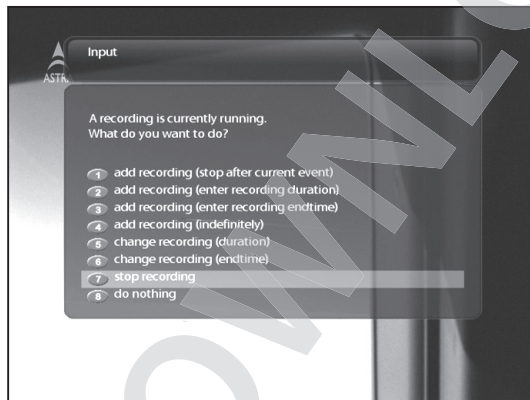 Input
ASTRA
A recording is currently running.
What do you want to do?
1 add recording (stop after current event)
2 add recording (enter recording duration)
3 add recording (enter recording endtime)
4 add recording (indefinitely)
5 change recording (duration)
6 change recording (endtime)
7 stop recording
8 do nothing